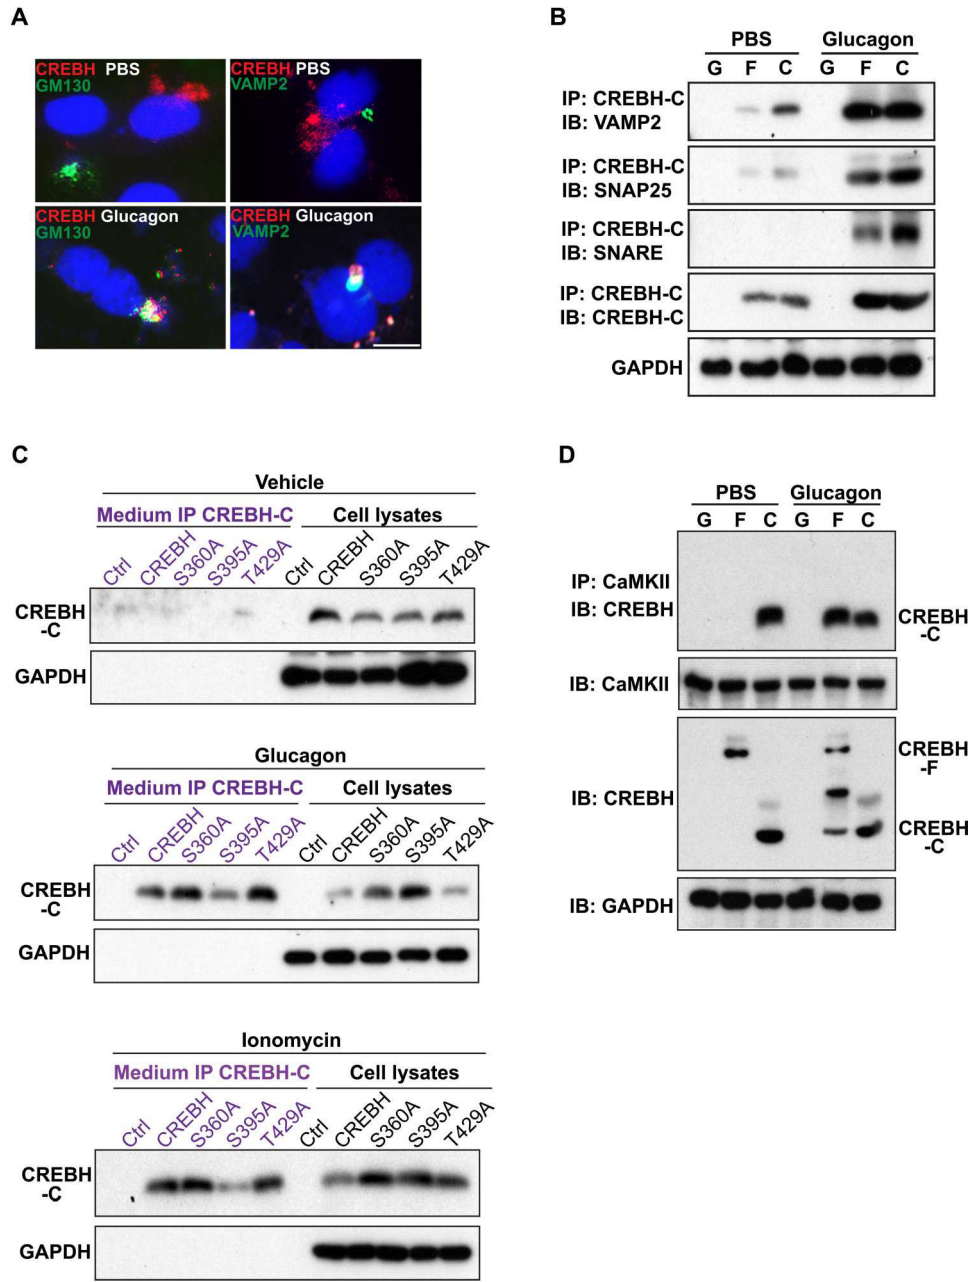 A
CREBH PBS
GM130
CREBH PBS
VAMP2
CREBH Glucagon
GM130
CREBH Glucagon
VAMP2
B
PBS Glucagon
G F C G F C
IP: CREBH-C
IB: VAMP2
IP: CREBH-C
IB: SNAP25
IP: CREBH-C
IB: SNARE
IP: CREBH-C
IB: CREBH-C
GAPDH
C
Vehicle
Medium IP CREBH-C Cell lysates
Ctrl CREBH S360A S395A T429A Ctrl CREBH S360A S395A T429A
CREBH
-C
GAPDH
Glucagon
Medium IP CREBH-C Cell lysates
Ctrl CREBH S360A S395A T429A Ctrl CREBH S360A S395A T429A
CREBH
-C
GAPDH
Ionomycin
Medium IP CREBH-C Cell lysates
Ctrl CREBH S360A S395A T429A Ctrl CREBH S360A S395A T429A
CREBH
-C
GAPDH
D
PBS Glucagon
G F C G F C
IP: CaMKII
IB: CREBH
CREBH
-C
IB: CaMKII
IB: CREBH
CREBH
-F
CREBH
-C
IB: GAPDH